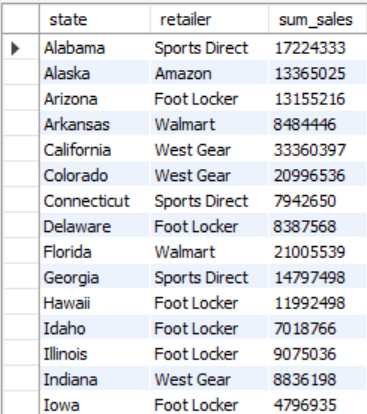 state retailer sum_sales
Alabama Sports Direct 17224333
Alaska Amazon 13365025
Arizona Foot Locker 13155216
Arkansas Walmart 8484446
California West Gear 33360397
Colorado West Gear 20996536
Connecticut Sports Direct 7942650
Delaware Foot Locker 8387568
Florida Walmart 21005539
Georgia Sports Direct 14797498
Hawaii Foot Locker 11992498
Idaho Foot Locker 7018766
Illinois Foot Locker 9075036
Indiana West Gear 8836198
Iowa Foot Locker 4796935